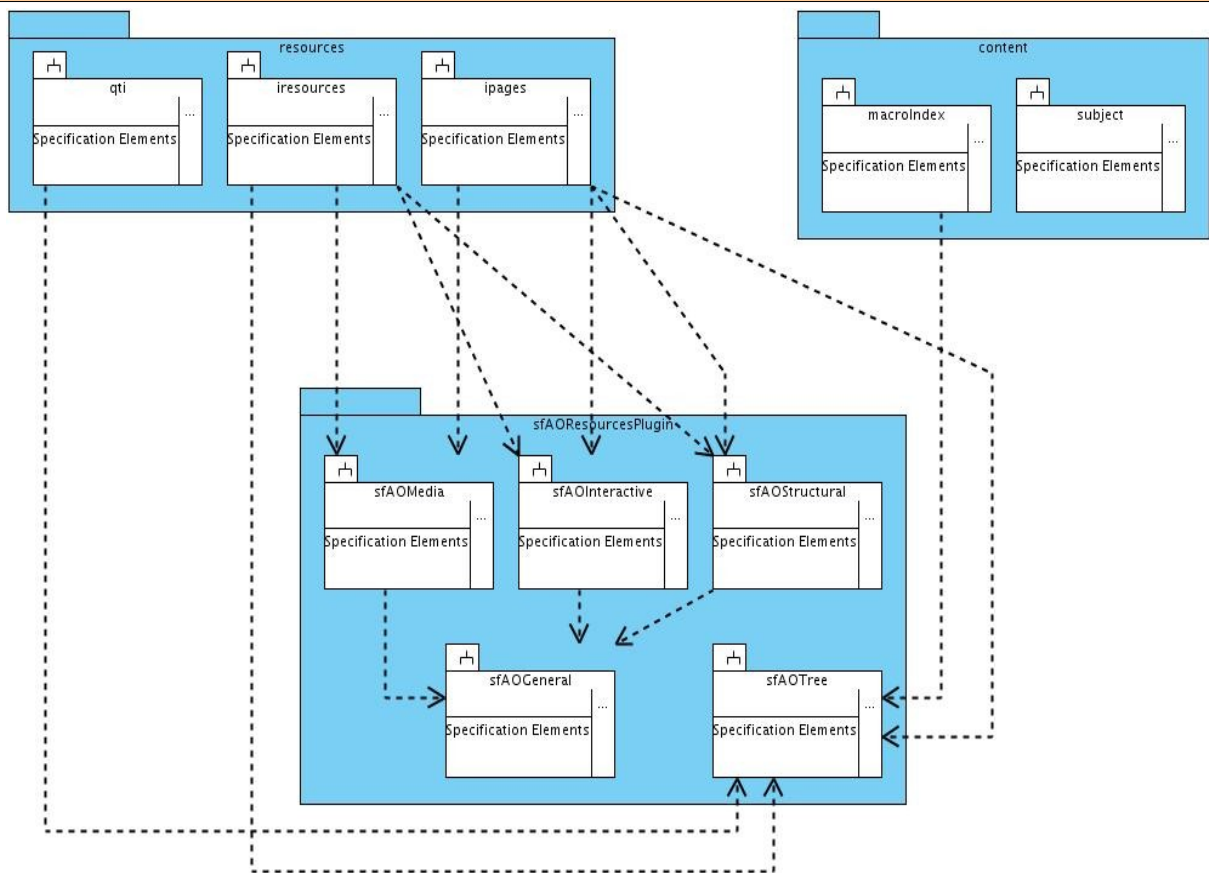 resources
content
qti
...
Specification Elements
iresources
...
Specification Elements
ipages
...
Specification Elements
macroIndex
...
Specification Elements
subject
...
Specification Elements
sfAOResourcesPlugin
sfAOMedia
...
Specification Elements
sfAOInteractive
...
Specification Elements
sfAOStructural
...
Specification Elements
sfAOGeneral
...
Specification Elements
sfAOTree
...
Specification Elements